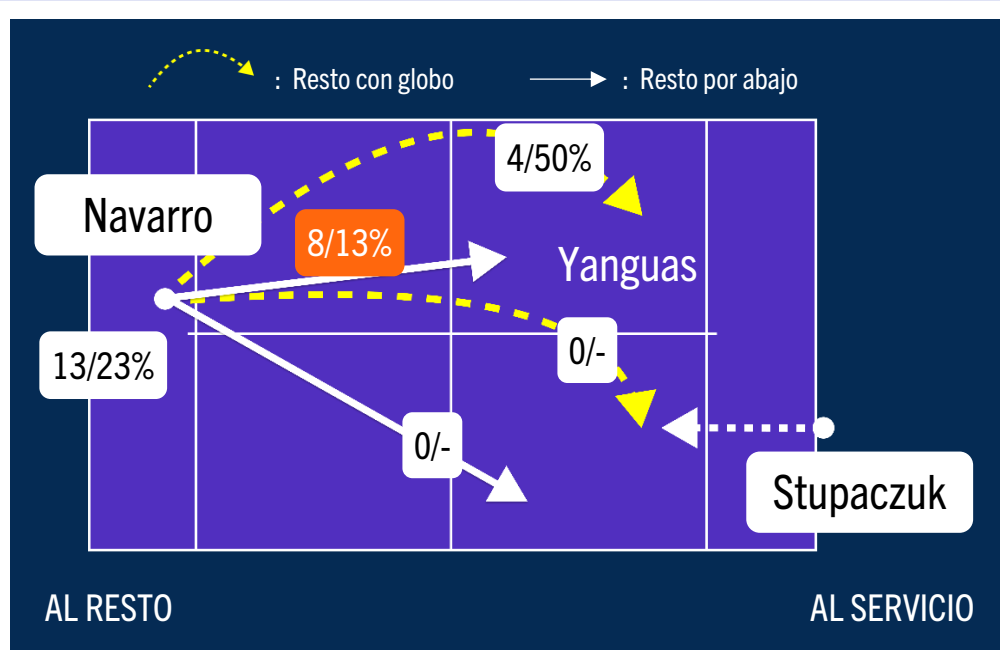 : Resto con globo
: Resto por abajo
4/50%
Navarro
8/13%
Yanguas
13/23%
0/-
0/-
Stupaczuk
AL RESTO
AL SERVICIO